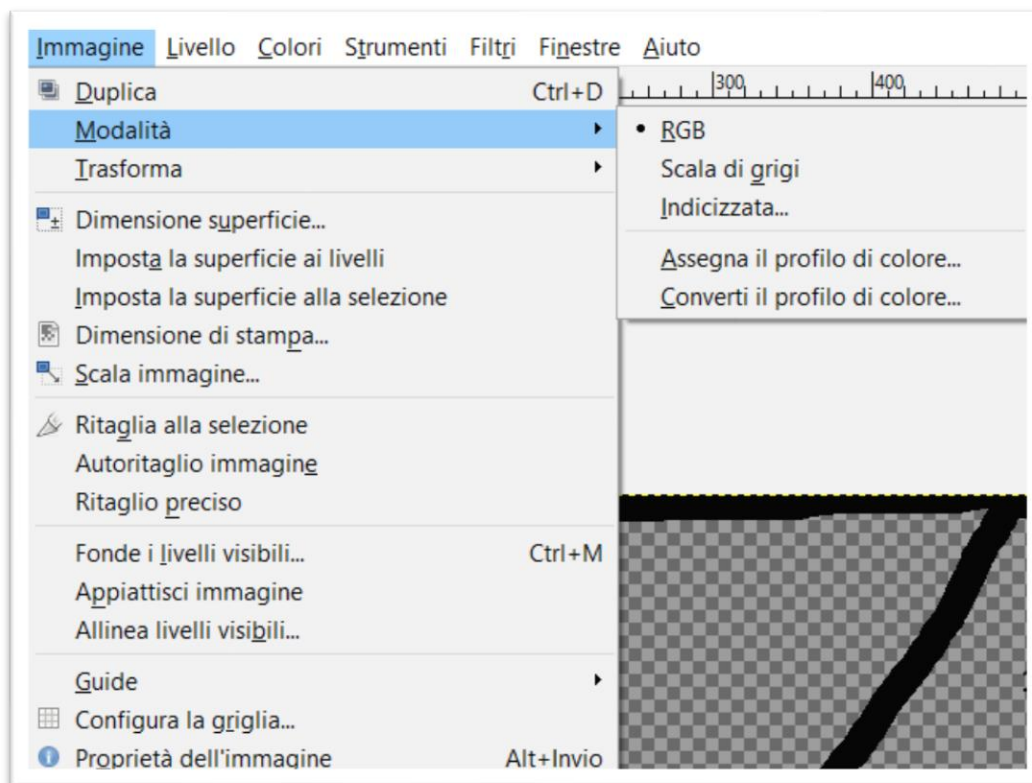 Immagine Livello Colori Strumenti Filtri Finestre Aiuto
300 400
Duplica Ctrl+D
Modalità
Trasforma
Dimensione superficie...
Imposta la superficie ai livelli
Imposta la superficie alla selezione
Dimensione di stampa...
Scala immagine...
Ritaglia alla selezione
Autoritaglio immagine
Ritaglio preciso
Fonde i livelli visibili... Ctrl+M
Appiattisci immagine
Allinea livelli visibili...
Guide
Configura la griglia...
Proprietà dell'immagine Alt+Invio
RGB
Scala di grigi
Indicizzata...
Assegna il profilo di colore...
Converti il profilo di colore...